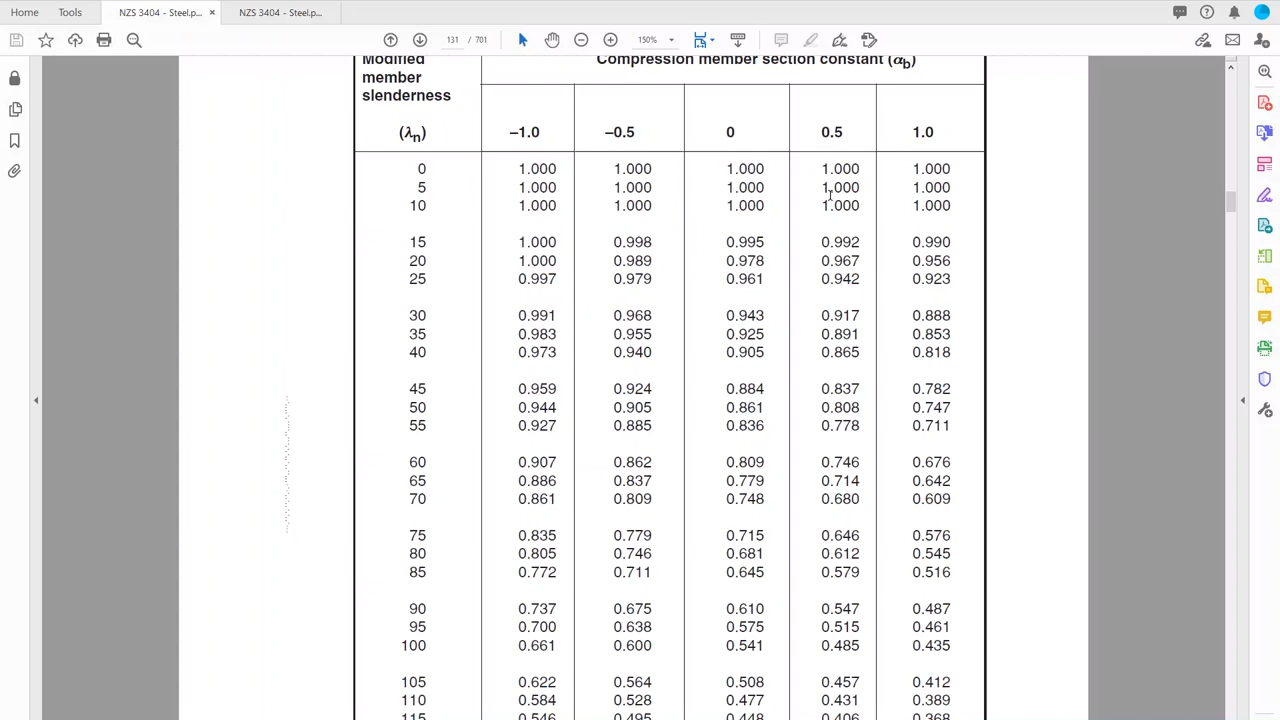 Home Tools NZS 3404 - Steel.p... × NZS 3404 - Steel.p...
131 / 701 150%
Modified Compression member section constant (αb)
member
slenderness
(λn) –1.0 –0.5 0 0.5 1.0
0 1.000 1.000 1.000 1.000 1.000
5 1.000 1.000 1.000 1.000 1.000
10 1.000 1.000 1.000 1.000 1.000
15 1.000 0.998 0.995 0.992 0.990
20 1.000 0.989 0.978 0.967 0.956
25 0.997 0.979 0.961 0.942 0.923
30 0.991 0.968 0.943 0.917 0.888
35 0.983 0.955 0.925 0.891 0.853
40 0.973 0.940 0.905 0.865 0.818
45 0.959 0.924 0.884 0.837 0.782
50 0.944 0.905 0.861 0.808 0.747
55 0.927 0.885 0.836 0.778 0.711
60 0.907 0.862 0.809 0.746 0.676
65 0.886 0.837 0.779 0.714 0.642
70 0.861 0.809 0.748 0.680 0.609
75 0.835 0.779 0.715 0.646 0.576
80 0.805 0.746 0.681 0.612 0.545
85 0.772 0.711 0.645 0.579 0.516
90 0.737 0.675 0.610 0.547 0.487
95 0.700 0.638 0.575 0.515 0.461
100 0.661 0.600 0.541 0.485 0.435
105 0.622 0.564 0.508 0.457 0.412
110 0.584 0.528 0.477 0.431 0.389
115 0.546 0.495 0.448 0.406 0.368